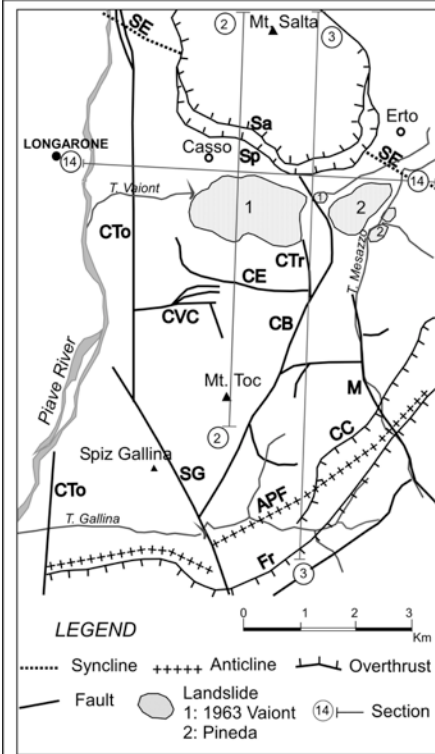 SE
2
Mt. Salta
3
Sa
Erto
LONGARONE
Casso
Sp
SE
14
14
T. Vaiont
1
1
2
2
CTo
CTr
T. Mesazzo
CE
CVC
CB
Piave River
Mt. Toc
M
2
CC
Spiz Gallina
SG
CTo
APF
T. Gallina
Fr
3
LEGEND
0 1 2 3
Km
Syncline
Anticline
Overthrust
Fault
Landslide
1: 1963 Vaiont
2: Pineda
14
Section